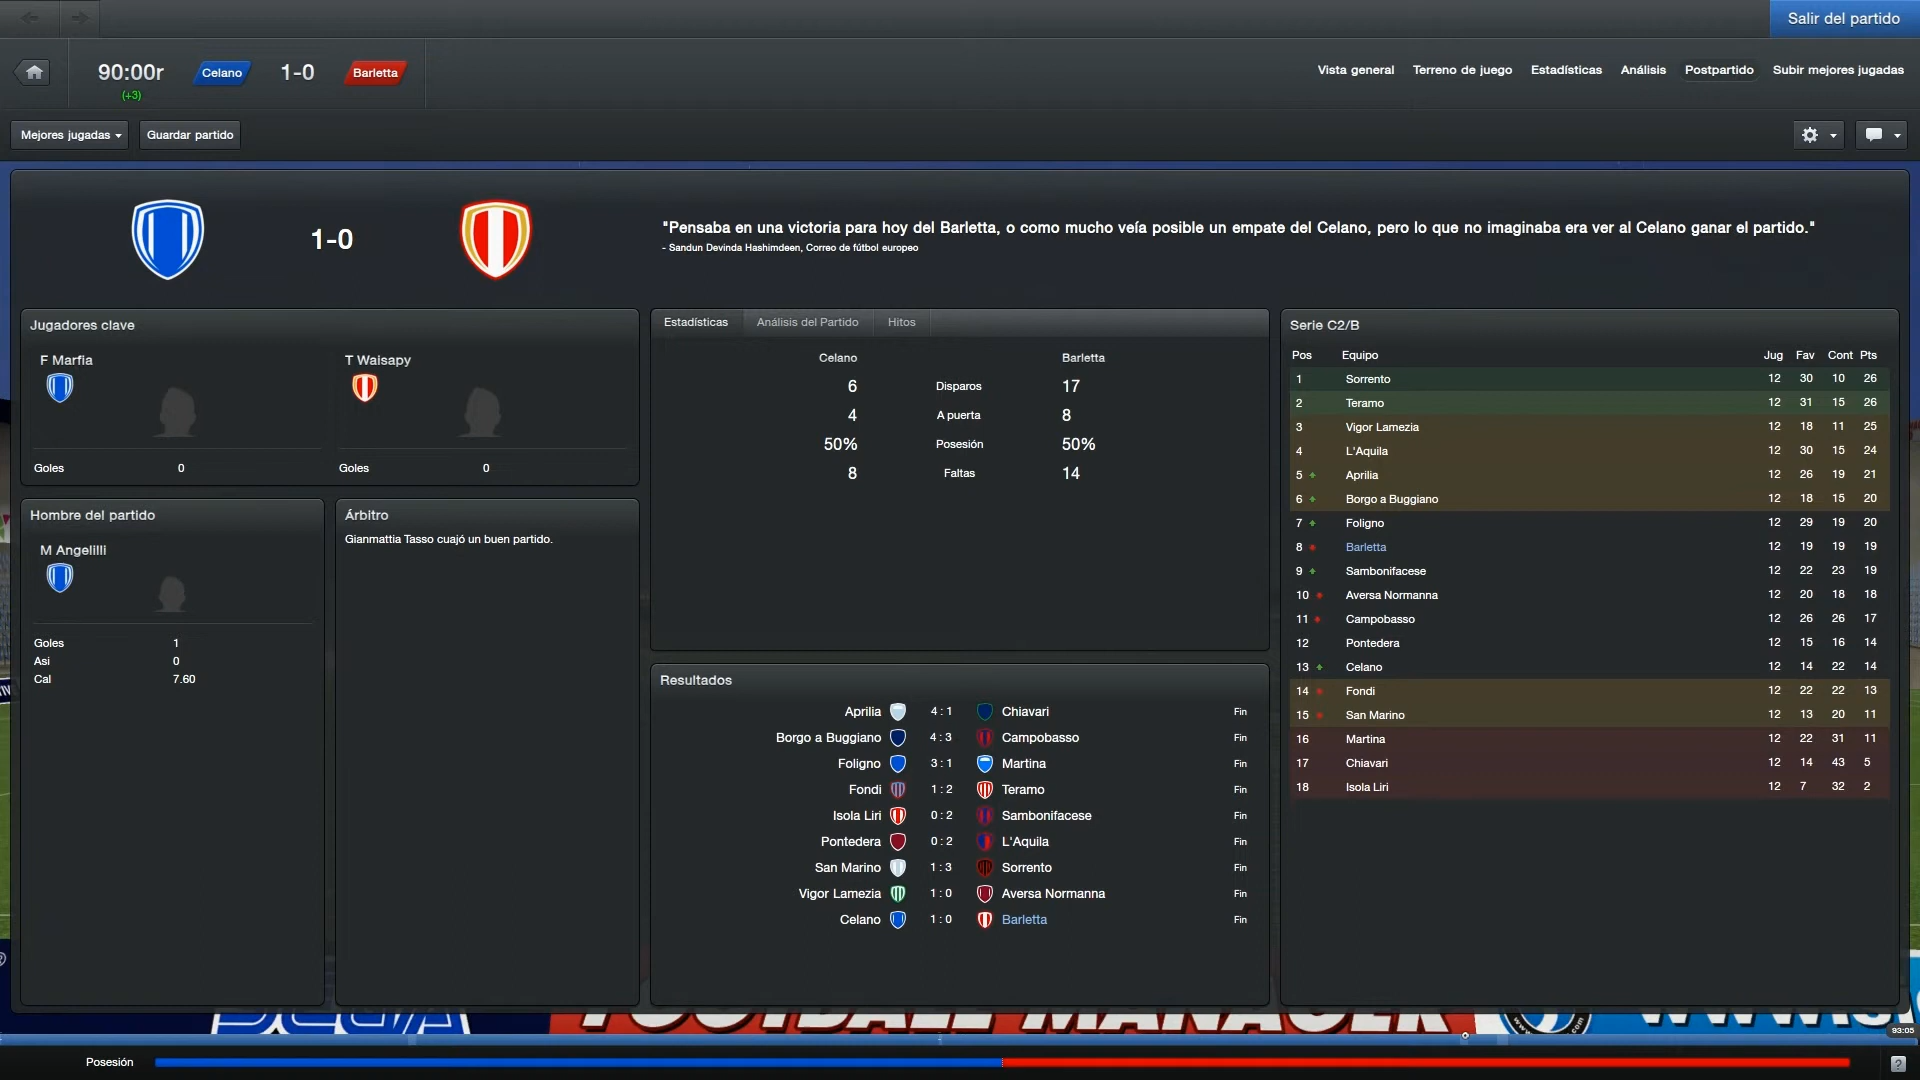 Salir del partido
90:00r
(+3)
Celano
1-0
Barletta
Vista general
Terreno de juego
Estadísticas
Análisis
Postpartido
Subir mejores jugadas
Mejores jugadas
Guardar partido
1-0
"Pensaba en una victoria para hoy del Barletta, o como mucho veía posible un empate del Celano, pero lo que no imaginaba era ver al Celano ganar el partido."
- Sandun Devinda Hashimdeen, Correo de fútbol europeo
Jugadores clave
F Marfia
T Waisapy
Goles 0
Goles 0
Hombre del partido
M Angelilli
Goles 1
Asi 0
Cal 7.60
Árbitro
Gianmattia Tasso cuajó un buen partido.
Estadísticas
Análisis del Partido
Hitos
Celano Barletta
6 Disparos 17
4 A puerta 8
50% Posesión 50%
8 Faltas 14
Resultados
Aprilia 4 : 1 Chiavari Fin
Borgo a Buggiano 4 : 3 Campobasso Fin
Foligno 3 : 1 Martina Fin
Fondi 1 : 2 Teramo Fin
Isola Liri 0 : 2 Sambonifacese Fin
Pontedera 0 : 2 L'Aquila Fin
San Marino 1 : 3 Sorrento Fin
Vigor Lamezia 1 : 0 Aversa Normanna Fin
Celano 1 : 0 Barletta Fin
Serie C2/B
Pos Equipo Jug Fav Cont Pts
1 Sorrento 12 30 10 26
2 Teramo 12 31 15 26
3 Vigor Lamezia 12 18 11 25
4 L'Aquila 12 30 15 24
5 Aprilia 12 26 19 21
6 Borgo a Buggiano 12 18 15 20
7 Foligno 12 29 19 20
8 Barletta 12 19 19 19
9 Sambonifacese 12 22 23 19
10 Aversa Normanna 12 20 18 18
11 Campobasso 12 26 26 17
12 Pontedera 12 15 16 14
13 Celano 12 14 22 14
14 Fondi 12 22 22 13
15 San Marino 12 13 20 11
16 Martina 12 22 31 11
17 Chiavari 12 14 43 5
18 Isola Liri 12 7 32 2
SEGA
FOOTBALL MANAGER
93:05
Posesión
?